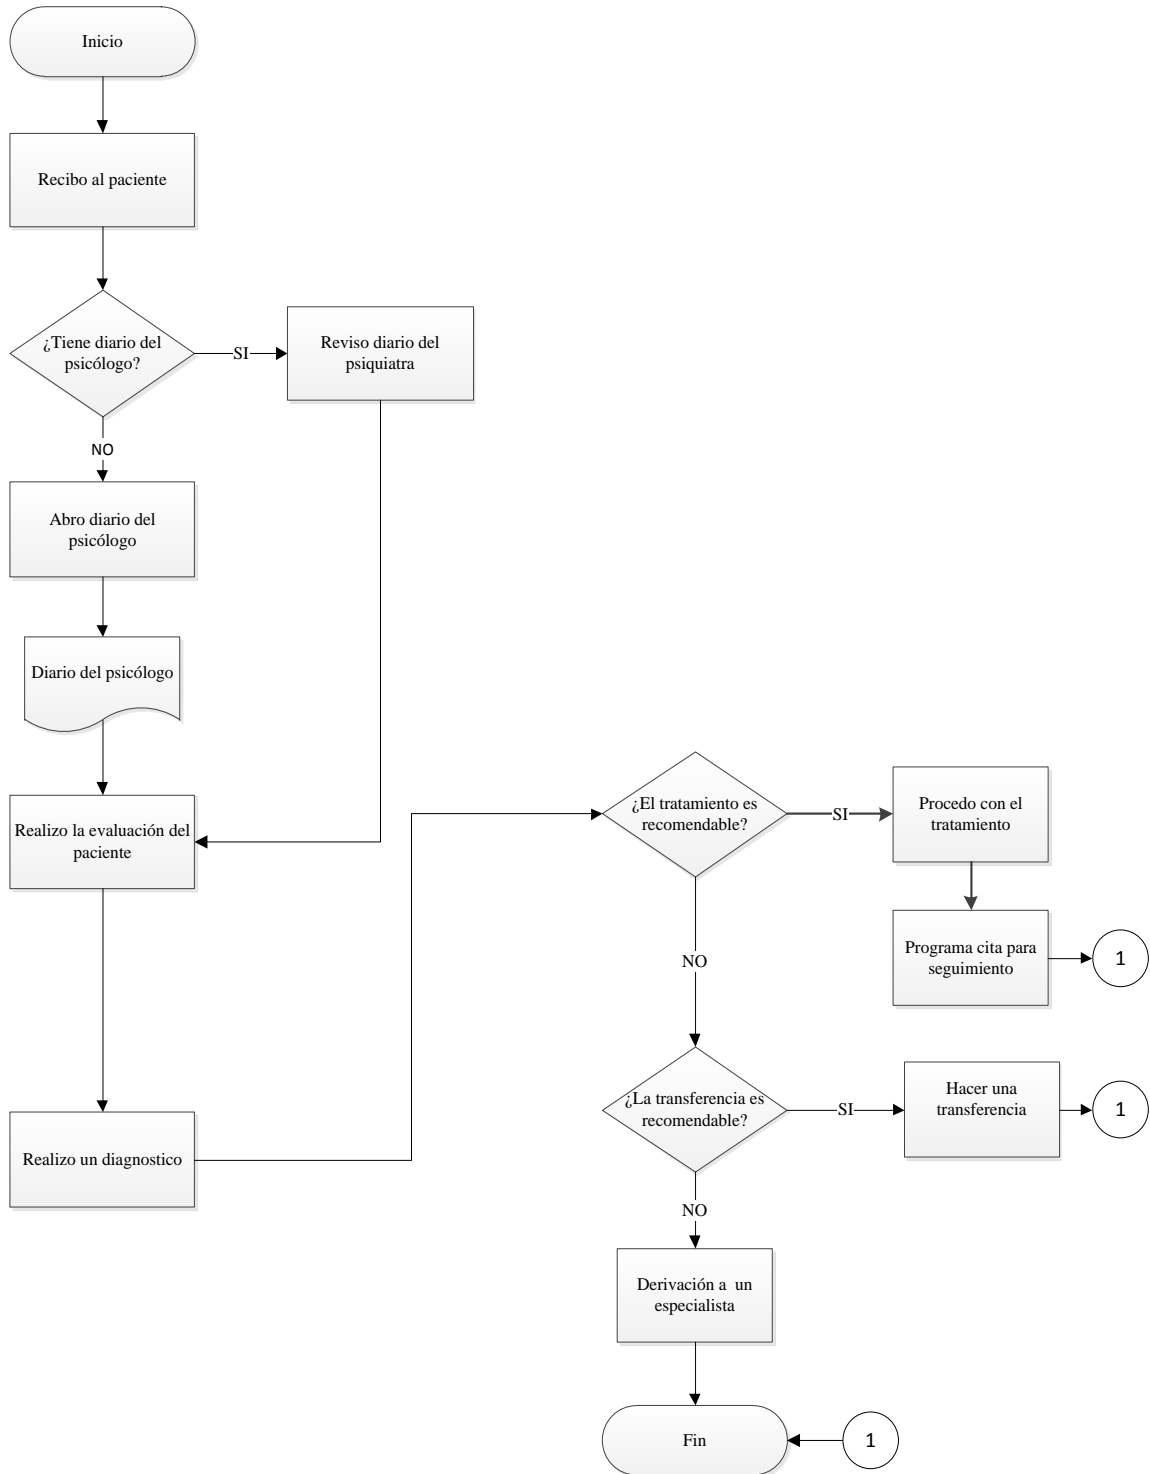 Inicio
Recibo al paciente
¿Tiene diario del
psicólogo?
SI
Reviso diario del
psiquiatra
NO
Abro diario del
psicólogo
Diario del psicólogo
Realizo la evaluación del
paciente
Realizo un diagnostico
¿El tratamiento es
recomendable?
SI
Procedo con el
tratamiento
Programa cita para
seguimiento
1
NO
¿La transferencia es
recomendable?
SI
Hacer una
transferencia
1
NO
Derivación a un
especialista
Fin
1